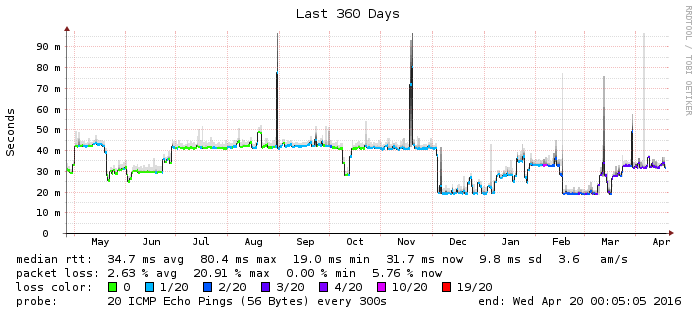 Last 360 Days
RRDTOOL / TOBI OETIKER
Seconds
90 m
80 m
70 m
60 m
50 m
40 m
30 m
20 m
10 m
0
May Jun Jul Aug Sep Oct Nov Dec Jan Feb Mar Apr
median rtt: 34.7 ms avg 80.4 ms max 19.0 ms min 31.7 ms now 9.8 ms sd 3.6 am/s
packet loss: 2.63 % avg 20.91 % max 0.00 % min 5.76 % now
loss color: 0 1/20 2/20 3/20 4/20 10/20 19/20
probe: 20 ICMP Echo Pings (56 Bytes) every 300s end: Wed Apr 20 00:05:05 2016